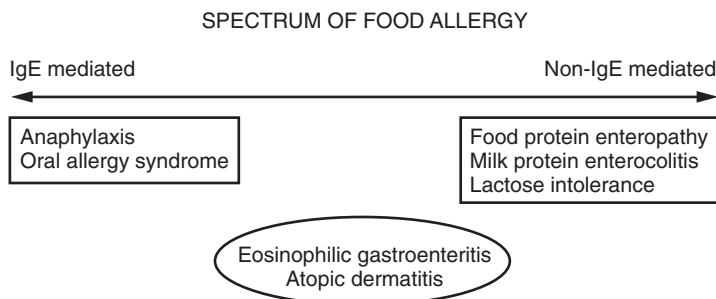 SPECTRUM OF FOOD ALLERGY
IgE mediated
Non-IgE mediated
Anaphylaxis
Oral allergy syndrome
Food protein enteropathy
Milk protein enterocolitis
Lactose intolerance
Eosinophilic gastroenteritis
Atopic dermatitis